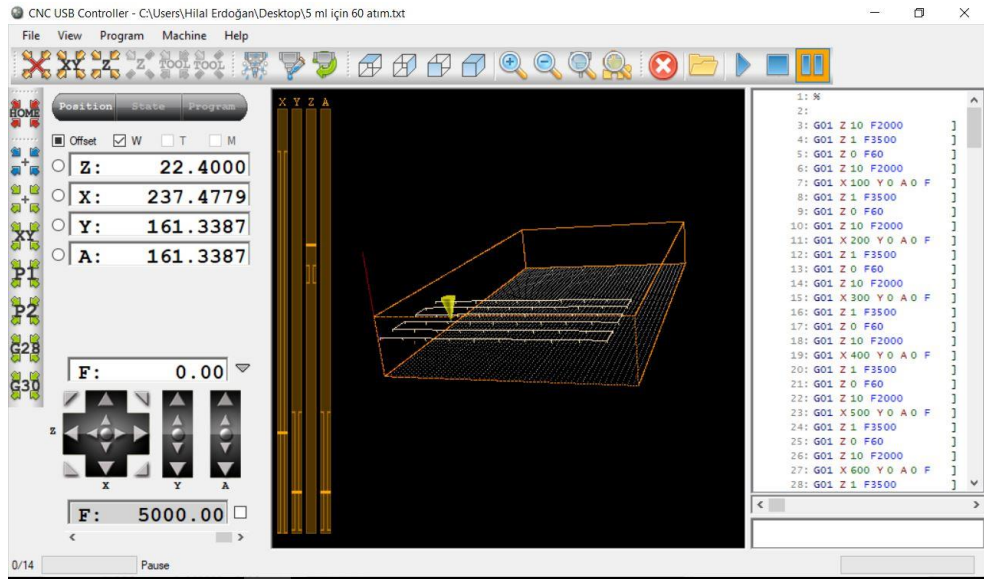 CNC USB Controller - C:\Users\Hilal Erdoğan\Desktop\5 ml için 60 atım.txt
File View Program Machine Help
XY Z Z TOOL TOOL
HOME
XY
P1
P2
G28
G30
Position State Program
Offset W T M
Z: 22.4000
X: 237.4779
Y: 161.3387
A: 161.3387
F: 0.00
Z
X Y A
F: 5000.00
X Y Z A
1: %
2:
3: G01 Z 10 F2000 ]
4: G01 Z 1 F3500 ]
5: G01 Z 0 F60 ]
6: G01 Z 10 F2000 ]
7: G01 X 100 Y 0 A 0 F ]
8: G01 Z 1 F3500 ]
9: G01 Z 0 F60 ]
10: G01 Z 10 F2000 ]
11: G01 X 200 Y 0 A 0 F ]
12: G01 Z 1 F3500 ]
13: G01 Z 0 F60 ]
14: G01 Z 10 F2000 ]
15: G01 X 300 Y 0 A 0 F ]
16: G01 Z 1 F3500 ]
17: G01 Z 0 F60 ]
18: G01 Z 10 F2000 ]
19: G01 X 400 Y 0 A 0 F ]
20: G01 Z 1 F3500 ]
21: G01 Z 0 F60 ]
22: G01 Z 10 F2000 ]
23: G01 X 500 Y 0 A 0 F ]
24: G01 Z 1 F3500 ]
25: G01 Z 0 F60 ]
26: G01 Z 10 F2000 ]
27: G01 X 600 Y 0 A 0 F ]
28: G01 Z 1 F3500 ]
0/14 Pause